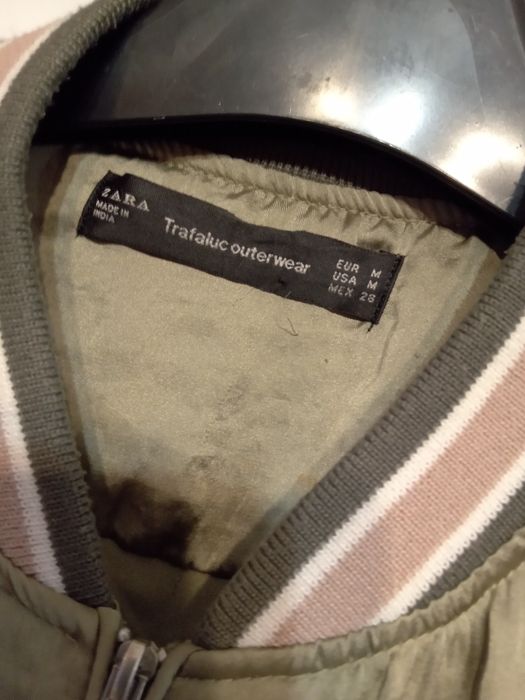 ZARA
MADE IN
INDIA
Trafaluc outerwear
EUR M
USA M
MEX 28